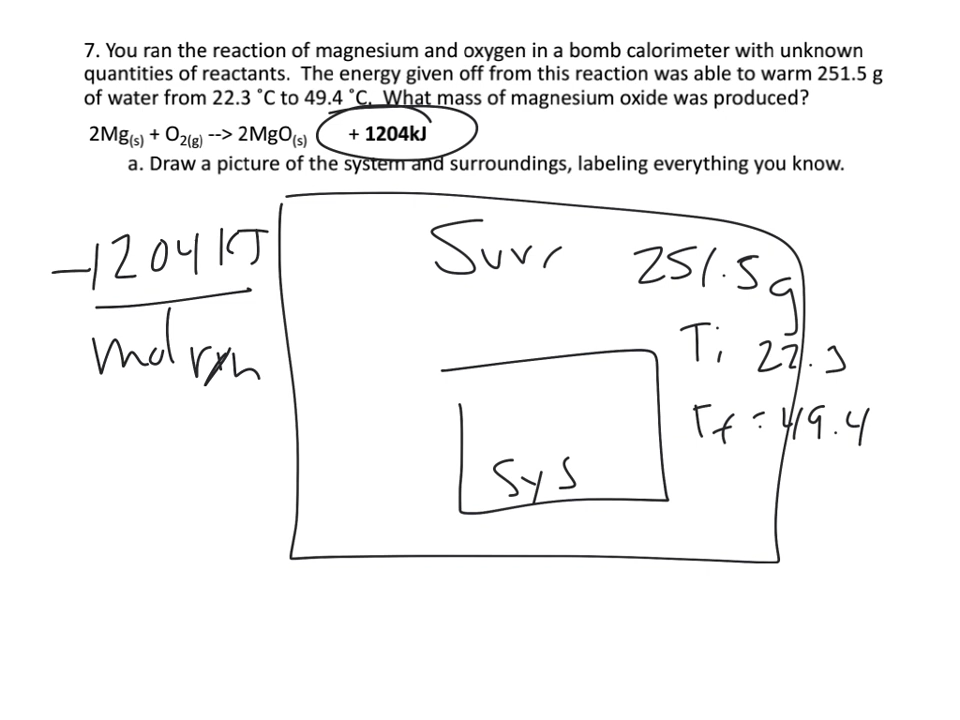 7. You ran the reaction of magnesium and oxygen in a bomb calorimeter with unknown
quantities of reactants. The energy given off from this reaction was able to warm 251.5 g
of water from 22.3 ˚C to 49.4 ˚C. What mass of magnesium oxide was produced?
2Mg(s) + O2(g) --> 2MgO(s) + 1204kJ
a. Draw a picture of the system and surroundings, labeling everything you know.
-1204 kJ
mol rxn
Surr
251.5g
Ti 22.3
Tf = 49.4
Sys